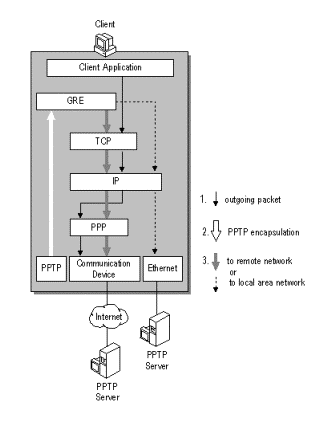 Client
Client Application
GRE
TCP
IP
1. outgoing packet
PPP
2. PPTP encapsulation
PPTP
Communication
Device
Ethernet
3. to remote network
or
to local area network
Internet
PPTP
Server
PPTP
Server